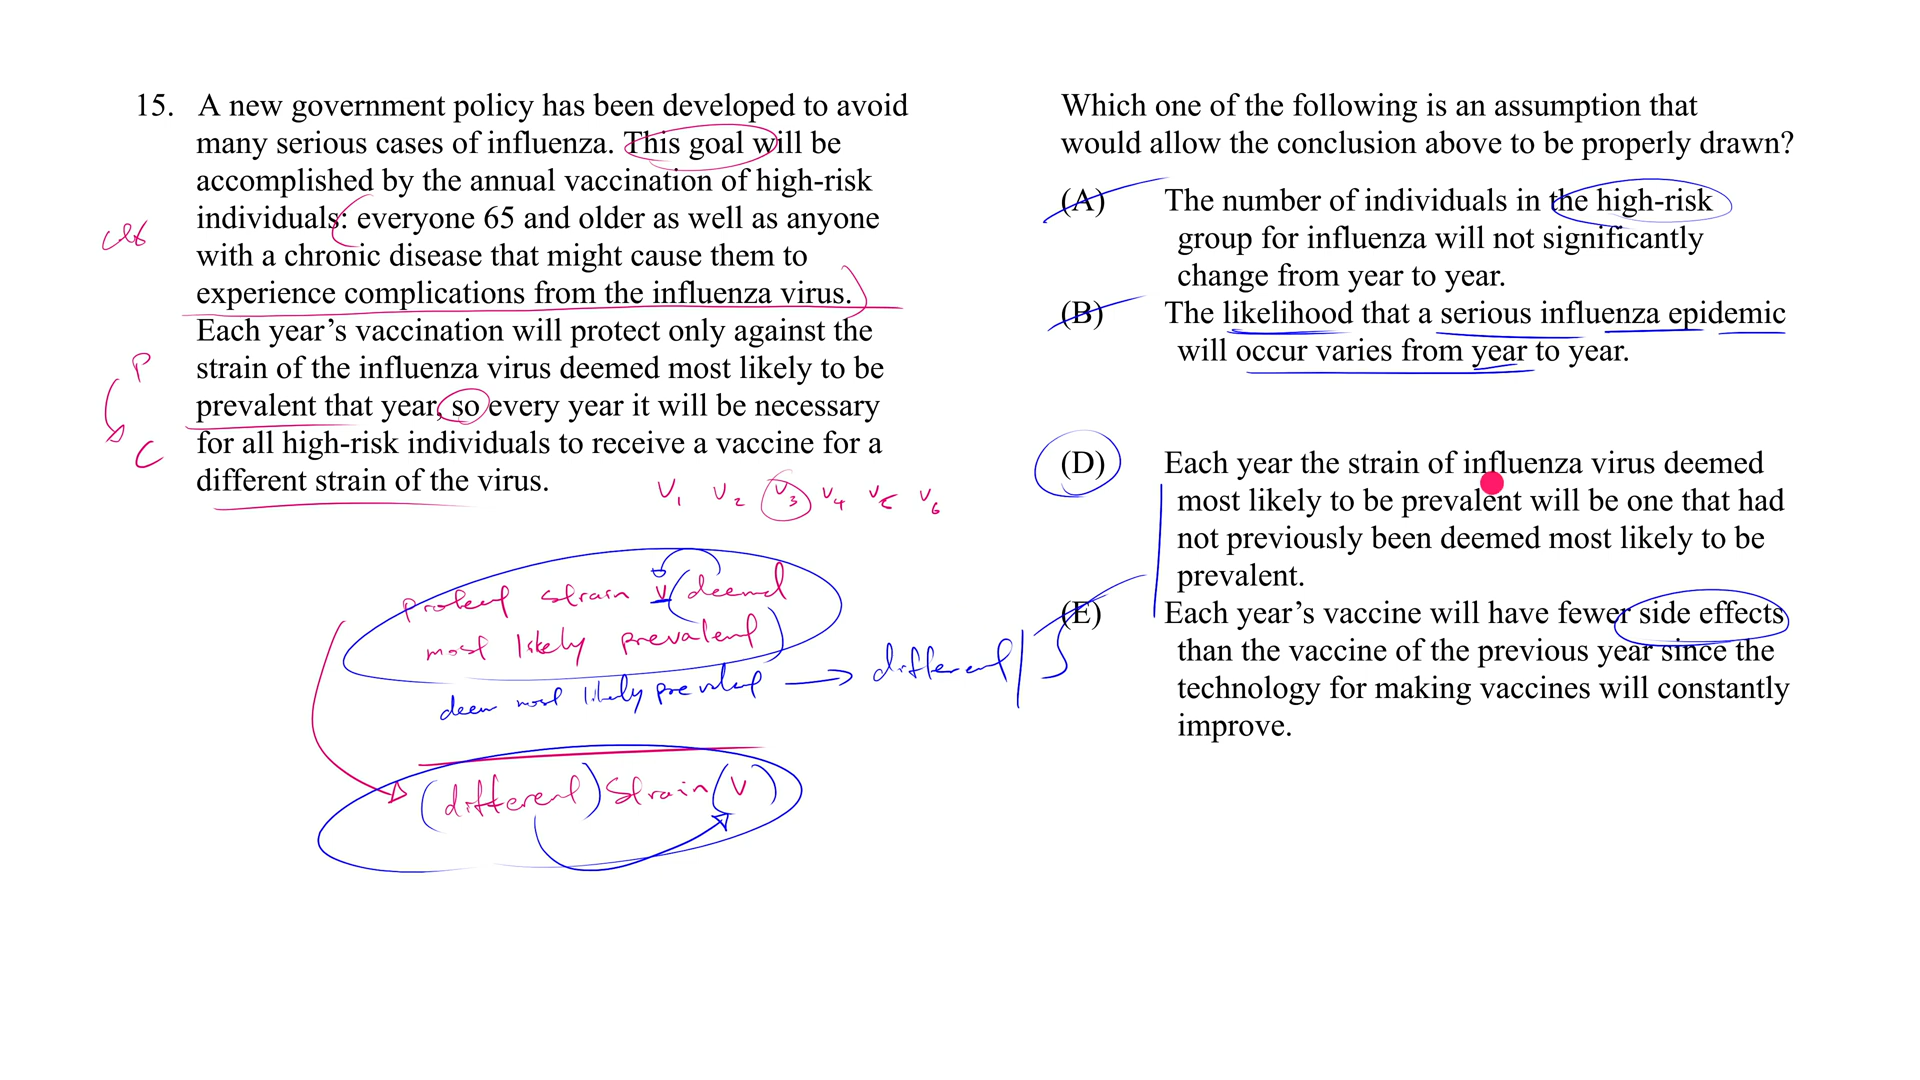 15. A new government policy has been developed to avoid
many serious cases of influenza. This goal will be
accomplished by the annual vaccination of high-risk
individuals: everyone 65 and older as well as anyone
with a chronic disease that might cause them to
experience complications from the influenza virus.
Each year’s vaccination will protect only against the
strain of the influenza virus deemed most likely to be
prevalent that year, so every year it will be necessary
for all high-risk individuals to receive a vaccine for a
different strain of the virus.
P
C
V1 V2 V3 V4 V5 V6
strain V (deemed
most likely prevalent)
most likely → different
(different) strain (V)
Which one of the following is an assumption that
would allow the conclusion above to be properly drawn?
(A) The number of individuals in the high-risk
group for influenza will not significantly
change from year to year.
(B) The likelihood that a serious influenza epidemic
will occur varies from year to year.
(D) Each year the strain of influenza virus deemed
most likely to be prevalent will be one that had
not previously been deemed most likely to be
prevalent.
(E) Each year’s vaccine will have fewer side effects
than the vaccine of the previous year since the
technology for making vaccines will constantly
improve.